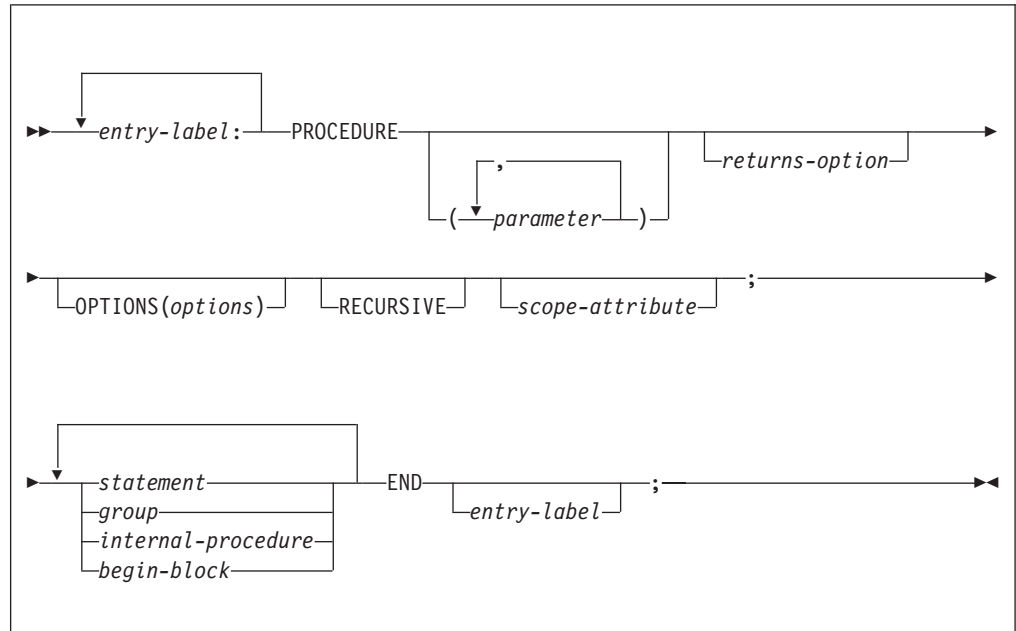 entry-label: PROCEDURE
returns-option
,
( parameter )
OPTIONS(options) RECURSIVE scope-attribute ;
statement END ;
group entry-label
internal-procedure
begin-block